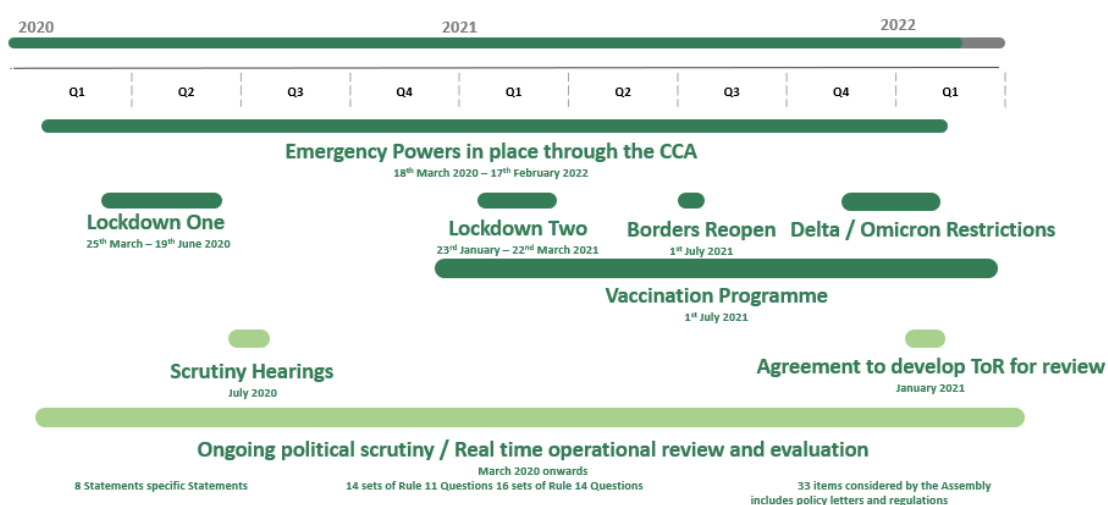 2020 2021 2022
Q1 Q2 Q3 Q4 Q1 Q2 Q3 Q4 Q1
Emergency Powers in place through the CCA
18th March 2020 – 17th February 2022
Lockdown One
25th March – 19th June 2020
Lockdown Two
23rd January – 22nd March 2021
Borders Reopen
1st July 2021
Delta / Omicron Restrictions
Vaccination Programme
1st July 2021
Scrutiny Hearings
July 2020
Agreement to develop ToR for review
January 2021
Ongoing political scrutiny / Real time operational review and evaluation
March 2020 onwards
8 Statements specific Statements
14 sets of Rule 11 Questions 16 sets of Rule 14 Questions
33 items considered by the Assembly
includes policy letters and regulations